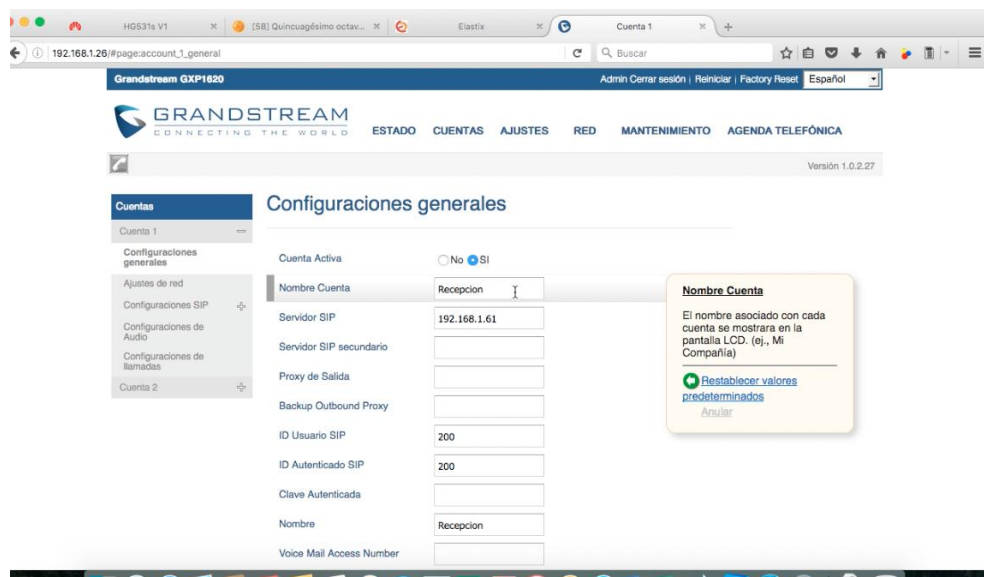 HG531s V1
[58] Quincuagésimo octav...
Elastix
Cuenta 1
192.168.1.26/#page:account_1_general
Buscar
Grandstream GXP1620
Admin Cerrar sesión | Reiniciar | Factory Reset
Español
GRANDSTREAM
CONNECTING THE WORLD
ESTADO CUENTAS AJUSTES RED MANTENIMIENTO AGENDA TELEFÓNICA
Versión 1.0.2.27
Cuentas
Cuenta 1
Configuraciones
generales
Ajustes de red
Configuraciones SIP
Configuraciones de
Audio
Configuraciones de
llamadas
Cuenta 2
Configuraciones generales
Cuenta Activa No SI
Nombre Cuenta Recepcion
Servidor SIP 192.168.1.61
Servidor SIP secundario
Proxy de Salida
Backup Outbound Proxy
ID Usuario SIP 200
ID Autenticado SIP 200
Clave Autenticada
Nombre Recepcion
Voice Mail Access Number
Nombre Cuenta
El nombre asociado con cada
cuenta se mostrara en la
pantalla LCD. (ej., Mi
Compañía)
Restablecer valores
predeterminados
Anular